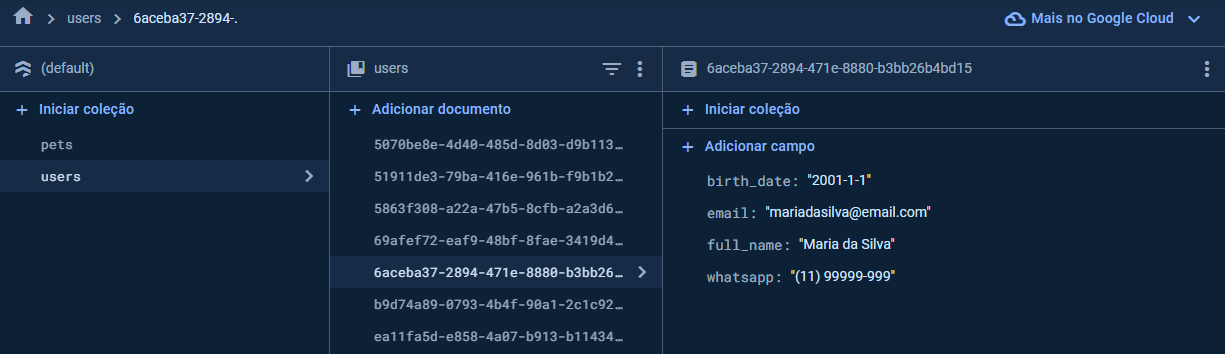 users 6aceba37-2894-. Mais no Google Cloud
(default)
users
6aceba37-2894-471e-8880-b3bb26b4bd15
+ Iniciar coleção
+ Adicionar documento
+ Iniciar coleção
pets
users
5070be8e-4d40-485d-8d03-d9b113…
51911de3-79ba-416e-961b-f9b1b2…
5863f308-a22a-47b5-8cfb-a2a3d6…
69afef72-eaf9-48bf-8fae-3419d4…
6aceba37-2894-471e-8880-b3bb26…
b9d74a89-0793-4b4f-90a1-2c1c92…
ea11fa5d-e858-4a07-b913-b11434…
+ Adicionar campo
birth_date: "2001-1-1"
email: "mariadasilva@email.com"
full_name: "Maria da Silva"
whatsapp: "(11) 99999-999"